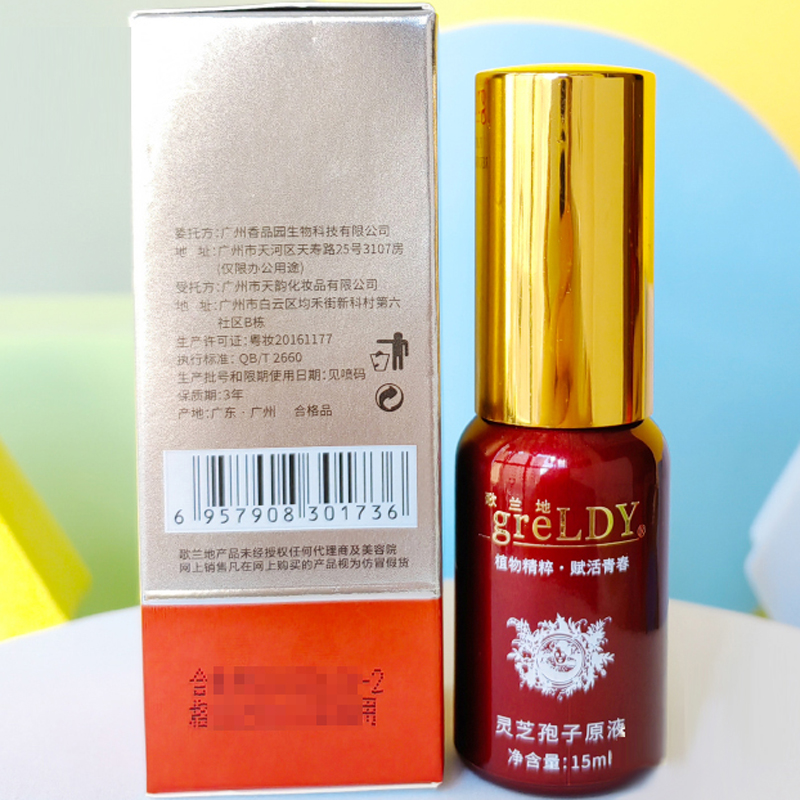 委托方:广州香品园生物科技有限公司
地 址:广州市天河区天寿路25号3107房
(仅限办公用途)
受托方:广州市天韵化妆品有限公司
地 址:广州市白云区均禾街新科村第六
社区B栋
生产许可证:粤妆20161177
执行标准: QB/T 2660
生产批号和限期使用日期:见喷码
保质期:3年
产地:广东·广州 合格品
6 957908 301736
歌兰地产品未经授权任何代理商及美容院
网上销售凡在网上购买的产品视为仿冒假货
歌兰地
greLDY®
植物精粹·赋活青春
灵芝孢子原液
净含量:15ml